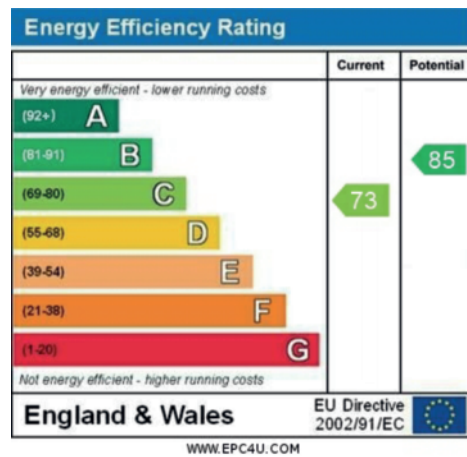 Energy Efficiency Rating
Current Potential
Very energy efficient - lower running costs
(92+) A
(81-91) B
85
(69-80) C
73
(55-68) D
(39-54) E
(21-38) F
(1-20) G
Not energy efficient - higher running costs
England & Wales
EU Directive
2002/91/EC
WWW.EPC4U.COM